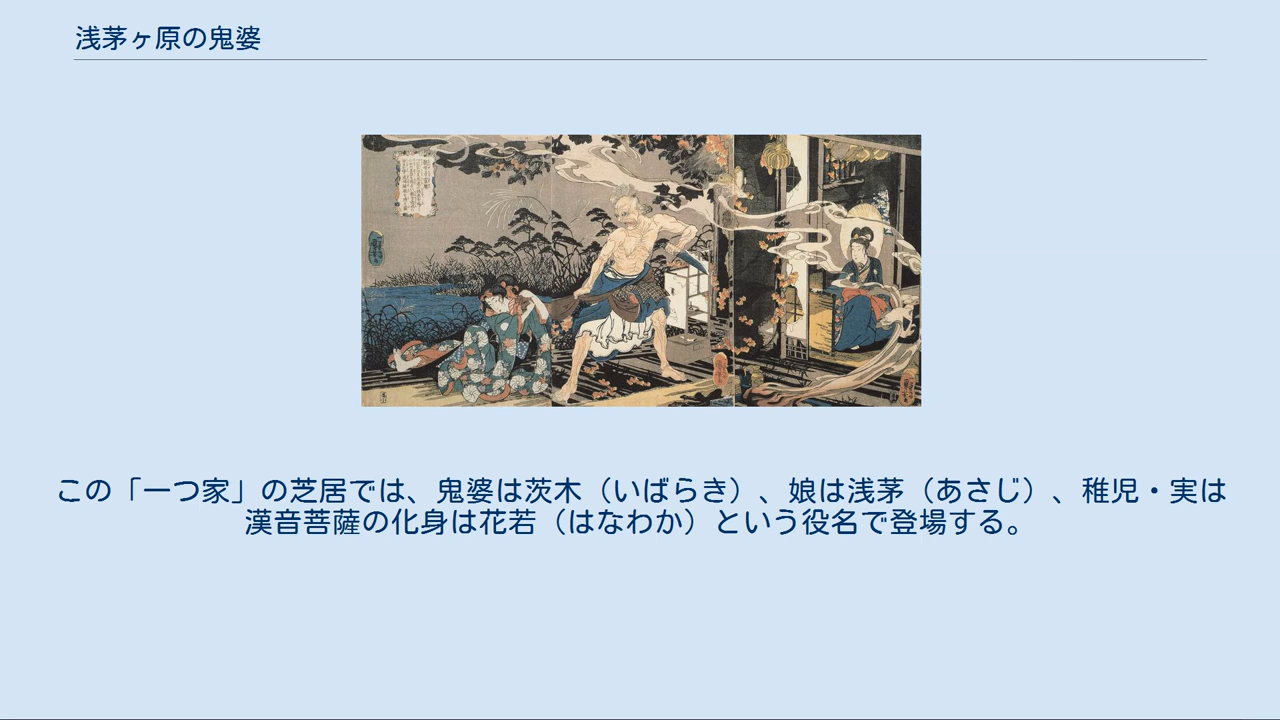 浅茅ヶ原の鬼婆
この「一つ家」の芝居では、鬼婆は茨木（いばらき）、娘は浅茅（あさじ）、稚児・実は
漢音菩薩の化身は花若（はなわか）という役名で登場する。